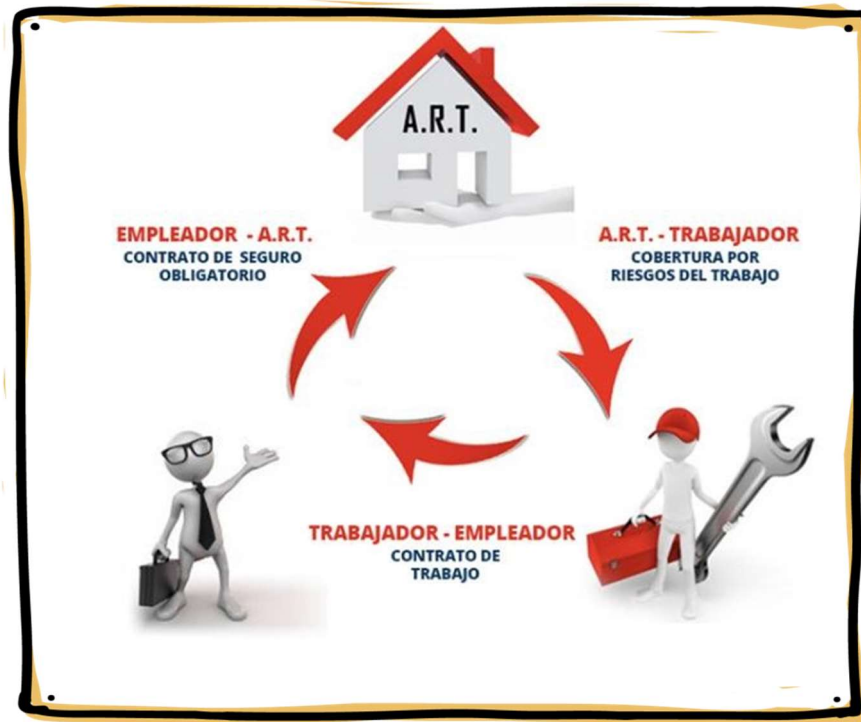 A.R.T.
EMPLEADOR - A.R.T.
CONTRATO DE SEGURO
OBLIGATORIO
A.R.T. - TRABAJADOR
COBERTURA POR
RIESGOS DEL TRABAJO
TRABAJADOR - EMPLEADOR
CONTRATO DE
TRABAJO